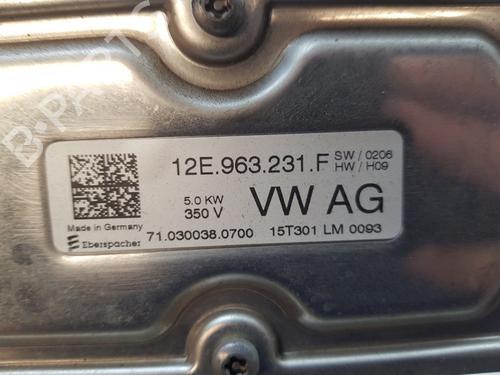 B-PARTS
12E.963.231.F
SW / 0206
HW / H09
5.0 KW
350 V
VW AG
Made in Germany
Eberspächer
71.030038.0700
15T301 LM 0093